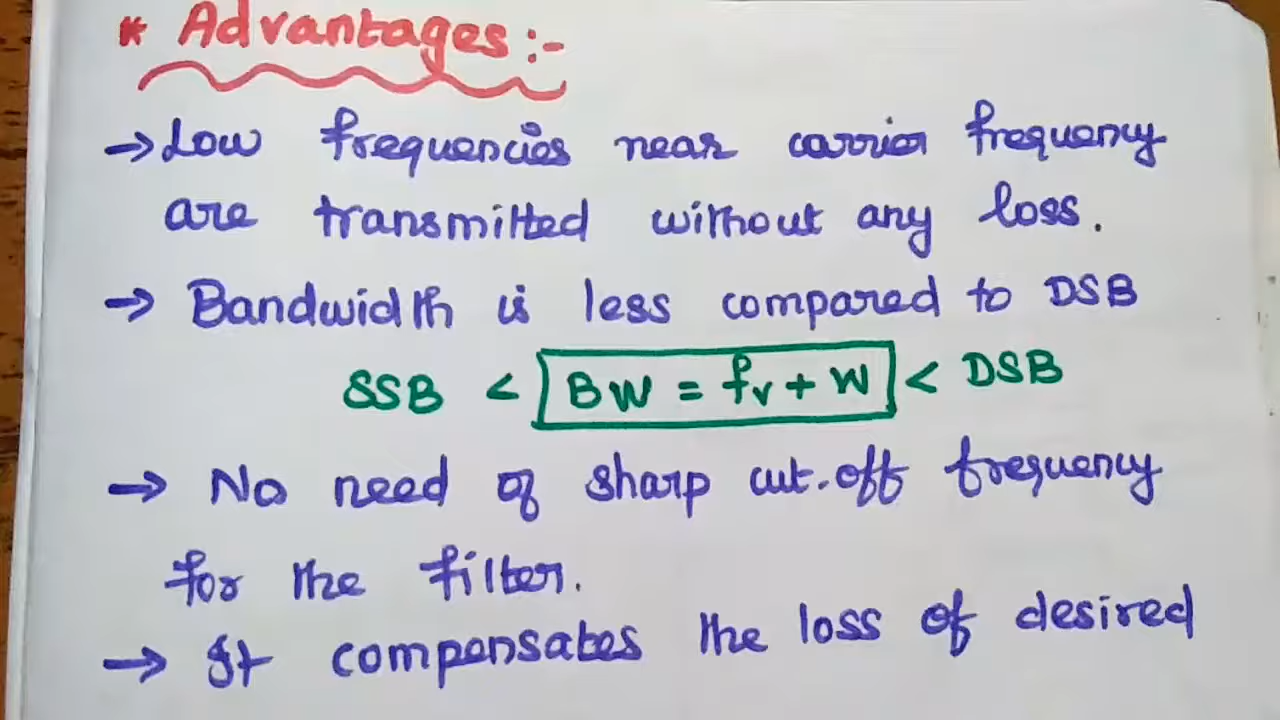 * Advantages :-
→ Low frequencies near carrier frequency
are transmitted without any loss.
→ Bandwidth is less compared to DSB
SSB < BW = fv + W < DSB
→ No need of sharp cut-off frequency
for the filter.
→ It compensates the loss of desired